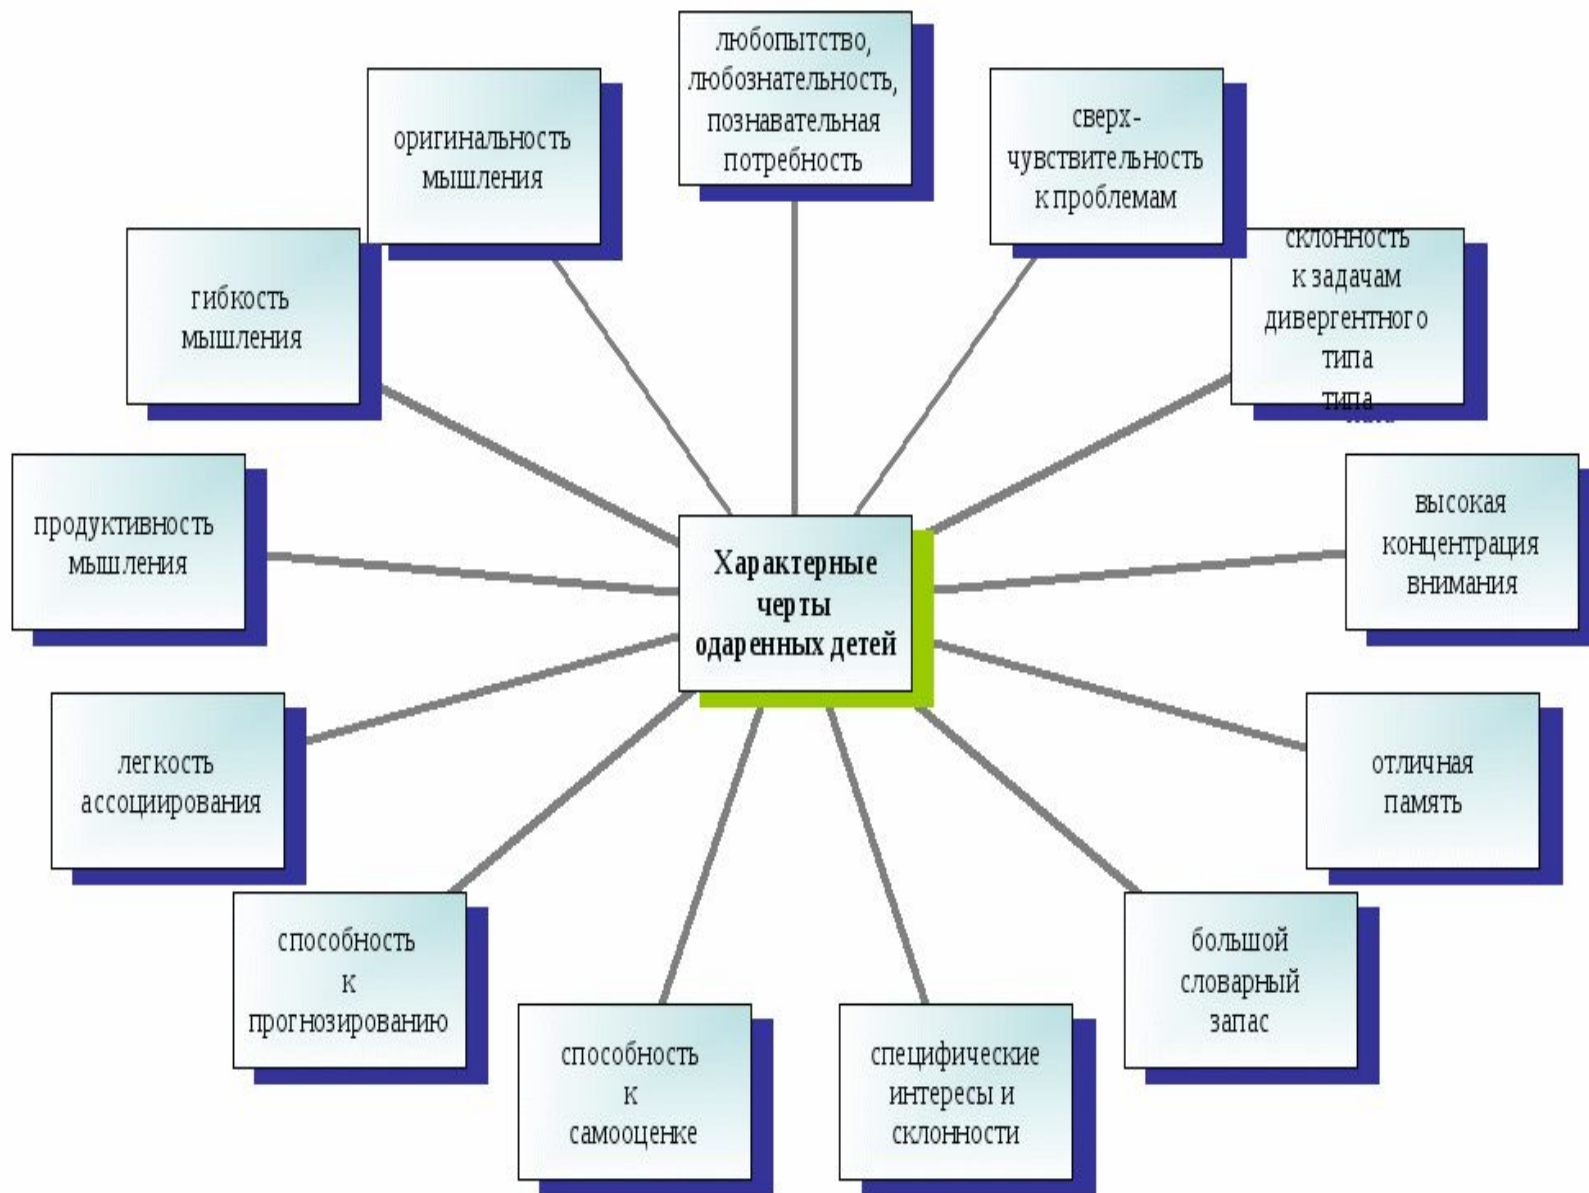 любопытство,
любознательность,
познавательная
потребность
сверх-
чувствительность
к проблемам
склонность
к задачам
дивергентного
типа
типа
высокая
концентрация
внимания
отличная
память
большой
словарный
запас
специфические
интересы и
склонности
способность
к
самооценке
способность
к
прогнозированию
легкость
ассоциирования
продуктивность
мышления
гибкость
мышления
оригинальность
мышления
Характерные
черты
одаренных детей